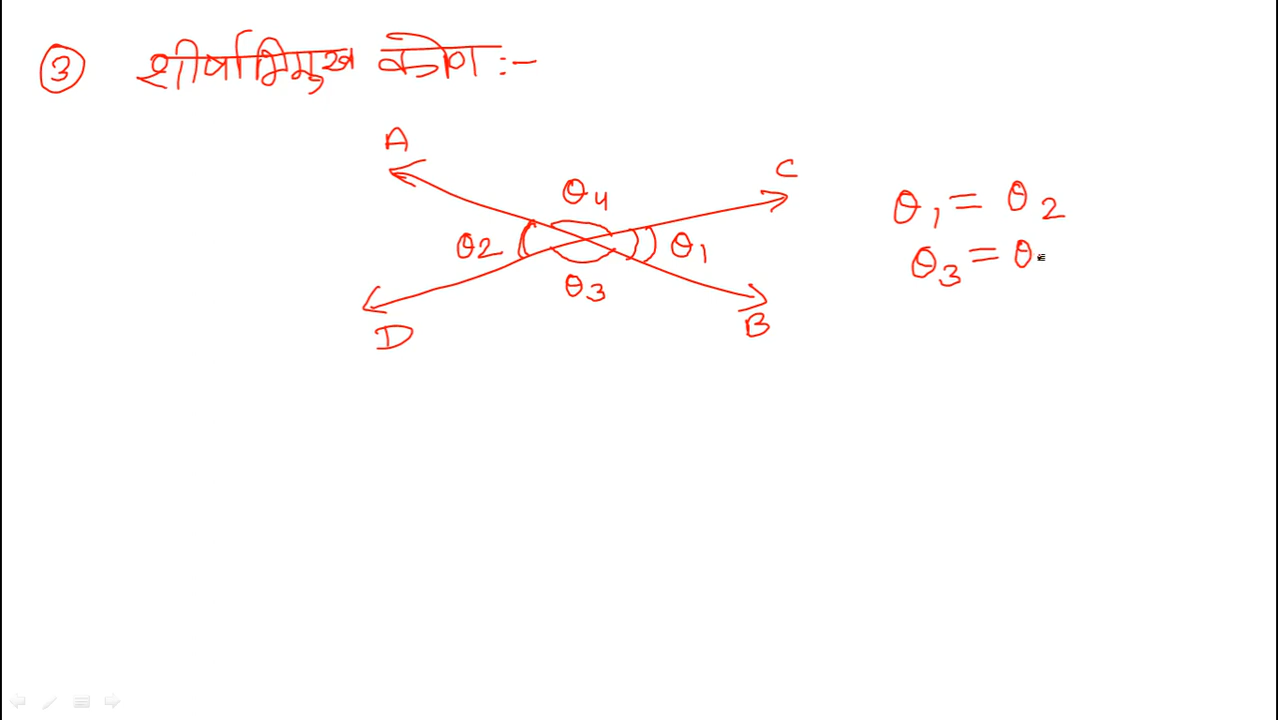 ③ शीर्षाभिमुख कोण :-
A
C
θ4
θ2
θ1
θ3
D
B
θ1 = θ2
θ3 = θ